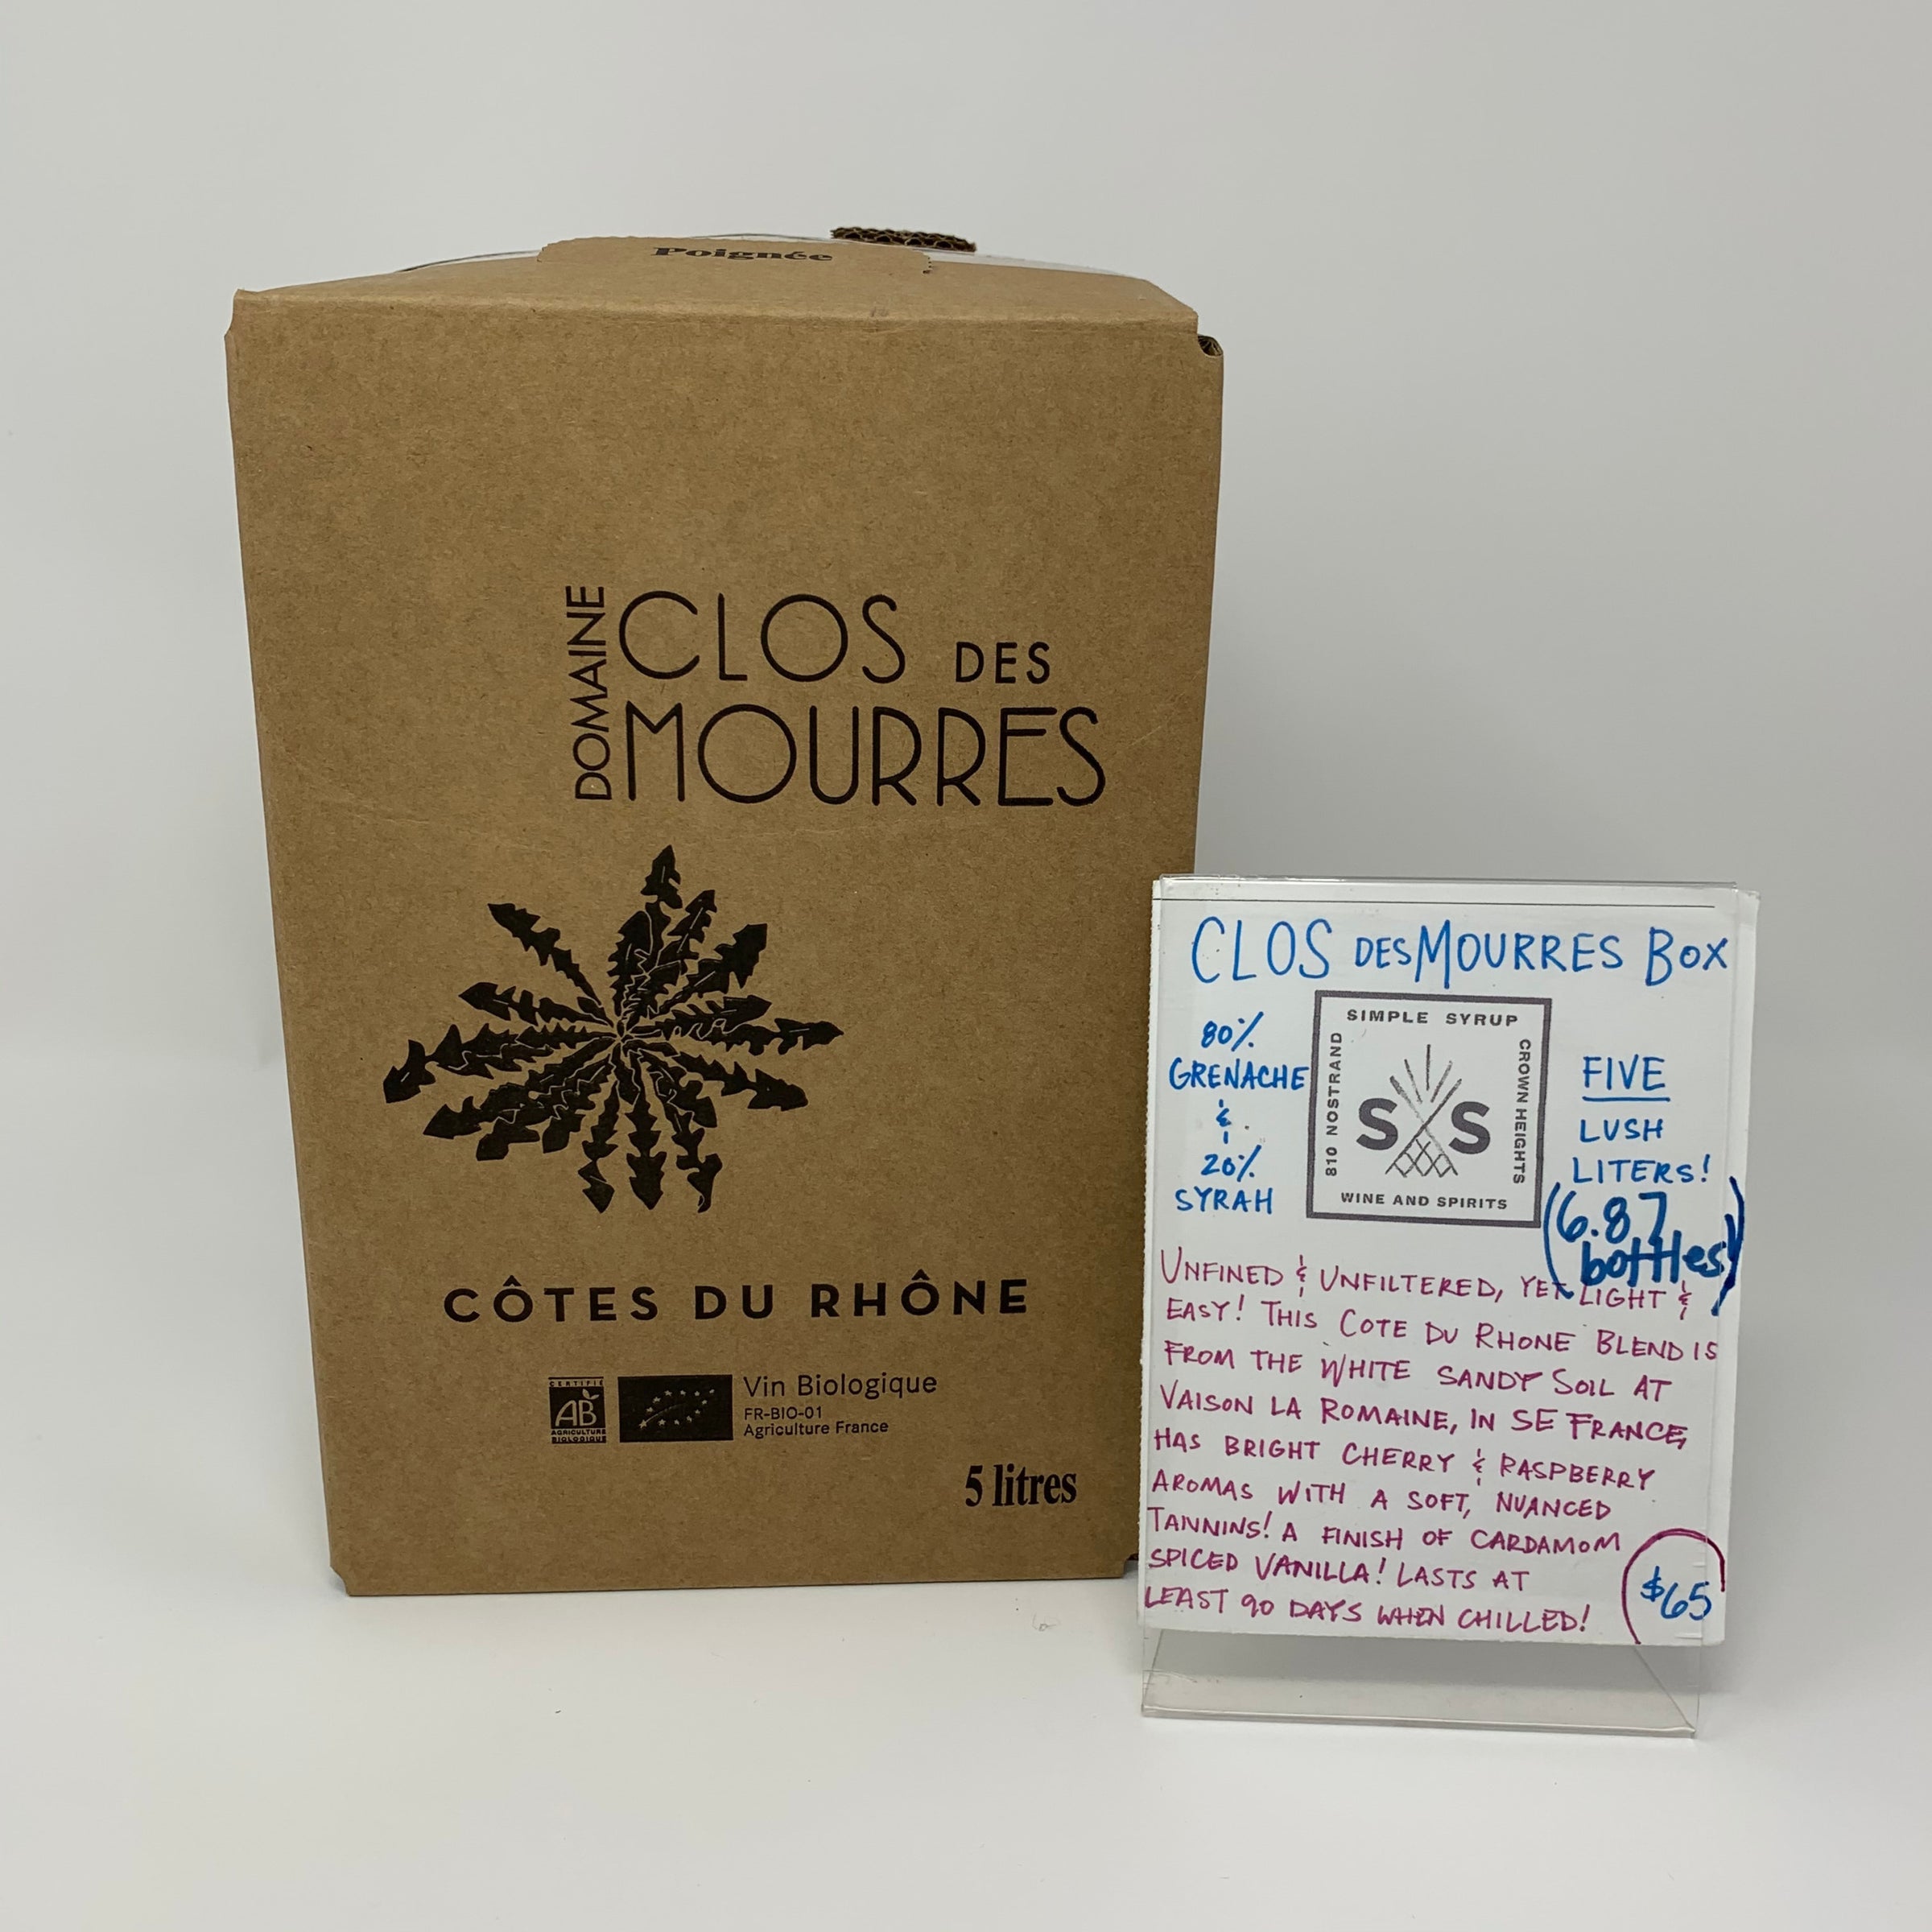 Poignée
DOMAINE
CLOS DES
MOURRES
CÔTES DU RHÔNE
CERTIFIÉ
AB
AGRICULTURE
BIOLOGIQUE
Vin Biologique
FR-BIO-01
Agriculture France
5 litres
CLOS DES MOURRES BOX
80%
GRENACHE
&
20%
SYRAH
SIMPLE SYRUP
810 NOSTRAND
CROWN HEIGHTS
S S
WINE AND SPIRITS
FIVE
LUSH
LITERS!
(6.87
bottles)
UNFINED & UNFILTERED, YET LIGHT &
EASY! THIS COTE DU RHONE BLEND IS
FROM THE WHITE SANDY SOIL AT
VAISON LA ROMAINE, IN SE FRANCE,
HAS BRIGHT CHERRY & RASPBERRY
AROMAS WITH A SOFT, NUANCED
TANNINS! A FINISH OF CARDAMOM
SPICED VANILLA! LASTS AT
LEAST 90 DAYS WHEN CHILLED!
$65